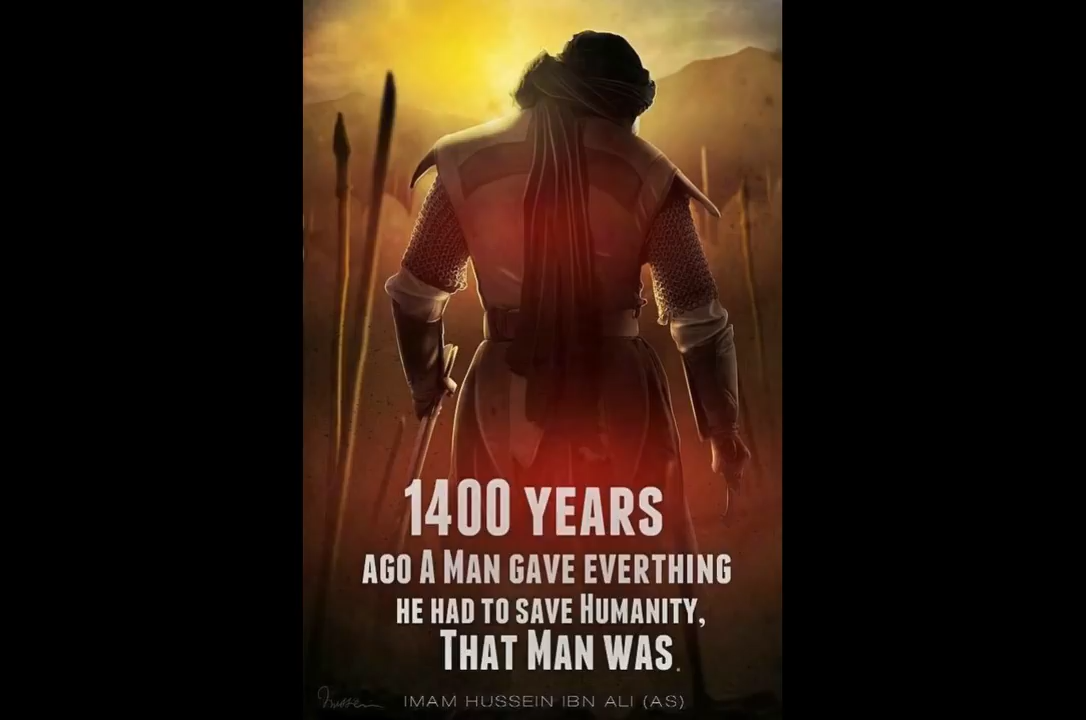 1400 YEARS
AGO A MAN GAVE EVERTHING
HE HAD TO SAVE HUMANITY,
THAT MAN WAS.
IMAM HUSSEIN IBN ALI (AS)